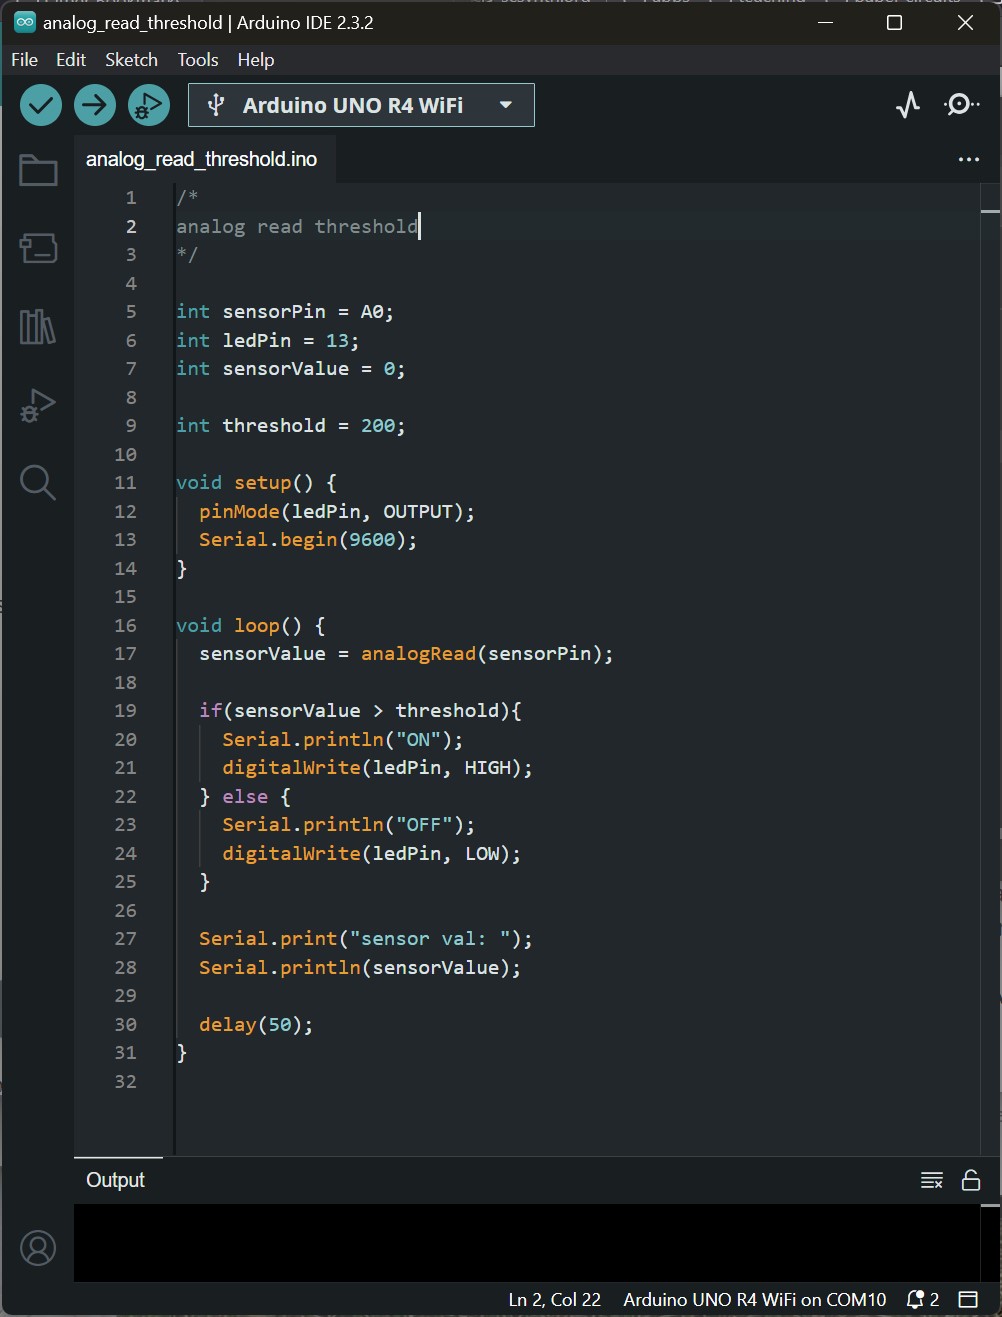 analog_read_threshold | Arduino IDE 2.3.2
File Edit Sketch Tools Help
Arduino UNO R4 WiFi
analog_read_threshold.ino
1 /*
2 analog read threshold
3 */
4
5 int sensorPin = A0;
6 int ledPin = 13;
7 int sensorValue = 0;
8
9 int threshold = 200;
10
11 void setup() {
12 pinMode(ledPin, OUTPUT);
13 Serial.begin(9600);
14 }
15
16 void loop() {
17 sensorValue = analogRead(sensorPin);
18
19 if(sensorValue > threshold){
20 Serial.println("ON");
21 digitalWrite(ledPin, HIGH);
22 } else {
23 Serial.println("OFF");
24 digitalWrite(ledPin, LOW);
25 }
26
27 Serial.print("sensor val: ");
28 Serial.println(sensorValue);
29
30 delay(50);
31 }
32
Output
Ln 2, Col 22 Arduino UNO R4 WiFi on COM10 2